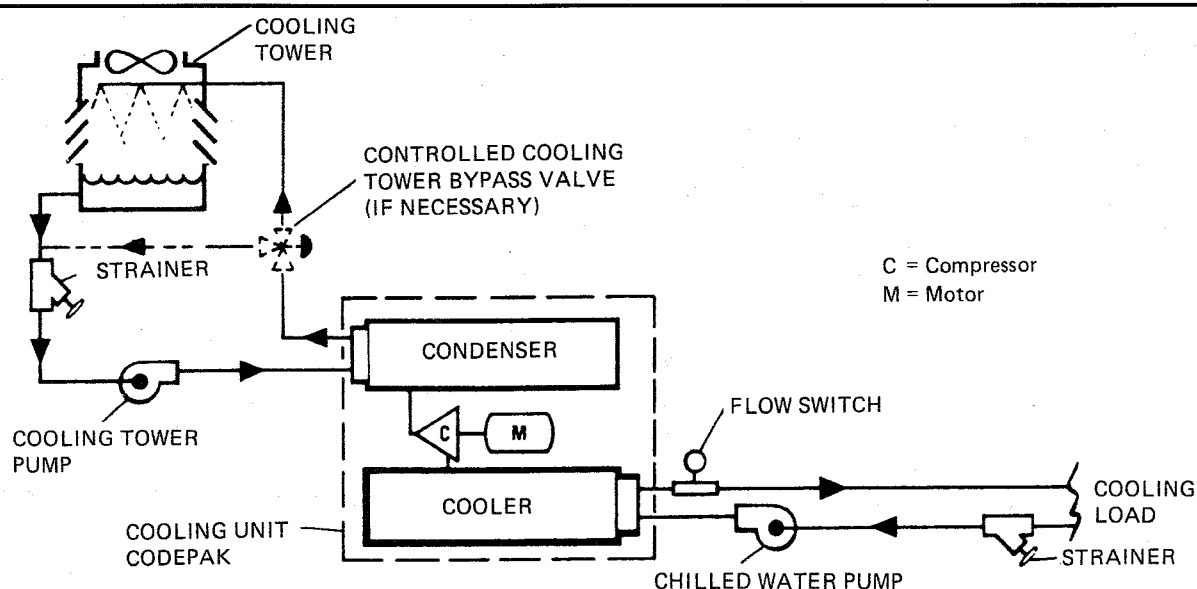 COOLING
TOWER
CONTROLLED COOLING
TOWER BYPASS VALVE
(IF NECESSARY)
STRAINER
C = Compressor
M = Motor
CONDENSER
FLOW SWITCH
COOLING TOWER
PUMP
C
M
COOLER
COOLING
LOAD
COOLING UNIT
CODEPAK
CHILLED WATER PUMP
STRAINER